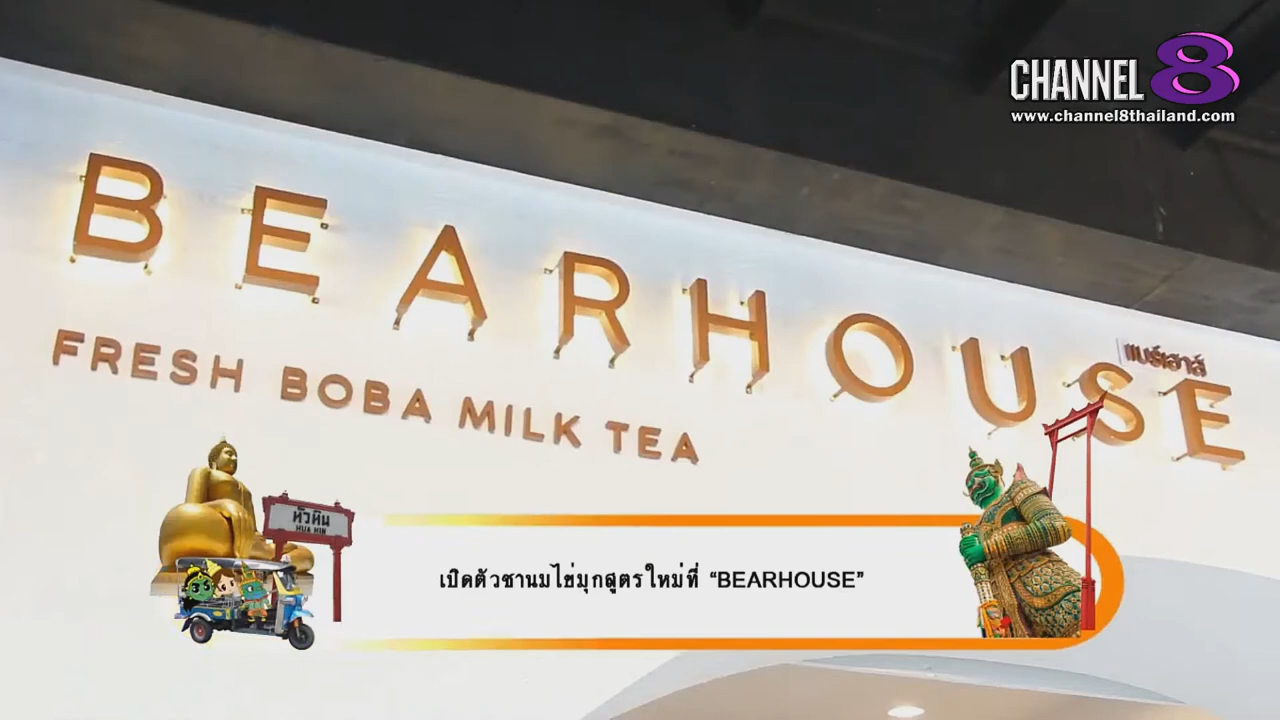 CHANNEL 8
www.channel8thailand.com
BEARHOUSE
แบร์เฮาส์
FRESH BOBA MILK TEA
หัวหิน
HUA HIN
เปิดตัวชานมไข่มุกสูตรใหม่ที่ “BEARHOUSE”